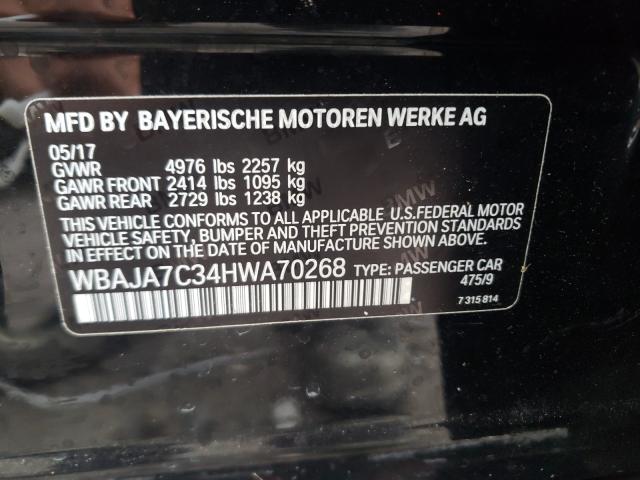 MFD BY BAYERISCHE MOTOREN WERKE AG
05/17
GVWR 4976 lbs 2257 kg
GAWR FRONT 2414 lbs 1095 kg
GAWR REAR 2729 lbs 1238 kg
THIS VEHICLE CONFORMS TO ALL APPLICABLE U.S.FEDERAL MOTOR
VEHICLE SAFETY, BUMPER AND THEFT PREVENTION STANDARDS
IN EFFECT ON THE DATE OF MANUFACTURE SHOWN ABOVE.
WBAJA7C34HWA70268 TYPE: PASSENGER CAR
475/9
7 315 814